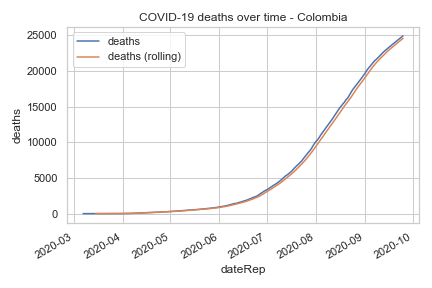 COVID-19 deaths over time - Colombia
deaths
deaths (rolling)
25000
20000
15000
10000
5000
0
deaths
2020-03
2020-04
2020-05
2020-06
2020-07
2020-08
2020-09
2020-10
dateRep